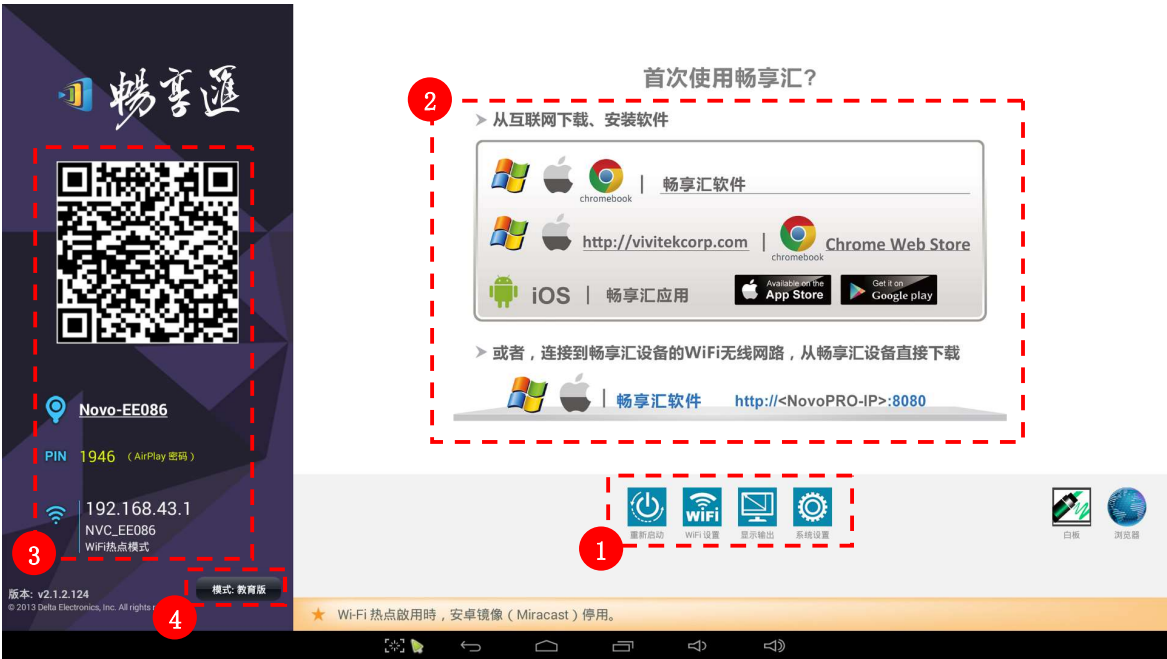 暢享匯
Novo-EE086
PIN 1946 （AirPlay 密码）
192.168.43.1
NVC_EE086
WiFi热点模式
3
版本: v2.1.2.124
© 2013 Delta Electronics, Inc. All rights
模式: 教育版
4
首次使用畅享汇?
2
从互联网下载、安装软件
chromebook
畅享汇软件
http://vivitekcorp.com
chromebook
Chrome Web Store
iOS
畅享汇应用
Available on the
App Store
Get it on
Google play
或者，连接到畅享汇设备的WiFi无线网路，从畅享汇设备直接下载
畅享汇软件 http://<NovoPRO-IP>:8080
WiFi
重新启动 WiFi 设置 显示输出 系统设置
1
白板 浏览器
Wi-Fi 热点啟用時，安卓镜像（Miracast）停用。